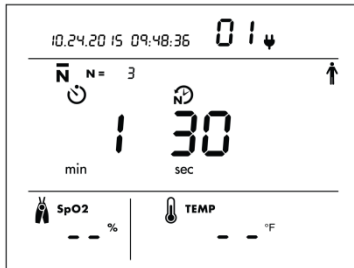 10.24.2015 09:48:36 01
N N = 3
N
1 30
min sec
SpO2 TEMP
-- % -- °F